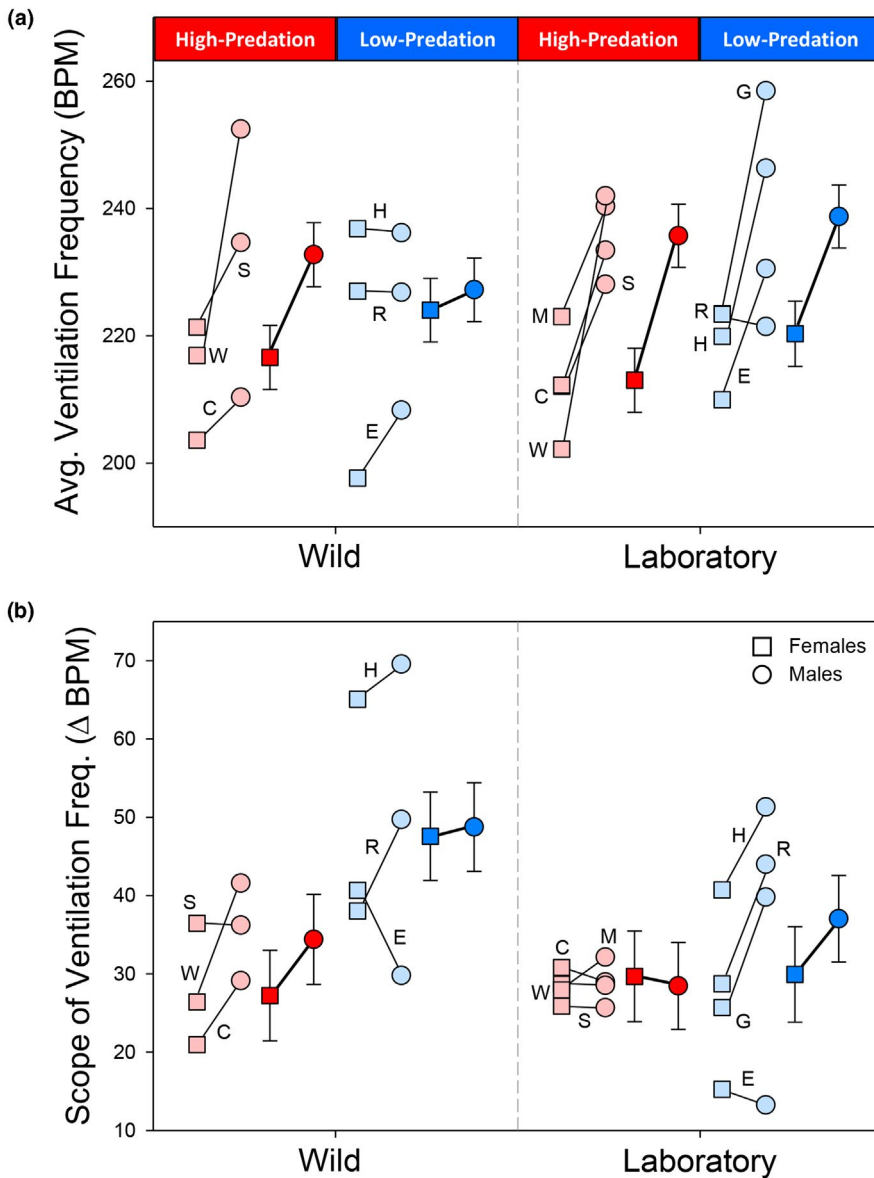 (a)
High-Predation Low-Predation High-Predation Low-Predation
Avg. Ventilation Frequency (BPM)
260
240
220
200
S
W
C
H
R
E
M
C
W
S
G
R
H
E
Wild Laboratory
(b)
Scope of Ventilation Freq. (Δ BPM)
70
60
50
40
30
20
10
Females
Males
S
W
C
H
R
E
C
M
W
S
H
R
G
E
Wild Laboratory